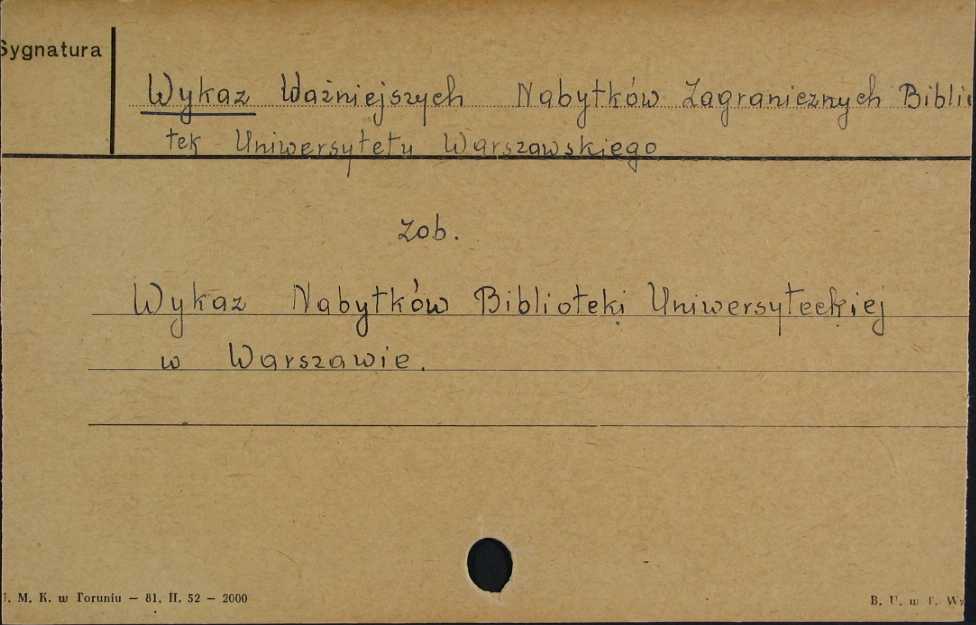 Sygnatura
Wykaz Ważniejszych Nabytków Zagranicznych Biblio
tek Uniwersytetu Warszawskiego
Zob.
Wykaz Nabytków Biblioteki Uniwersyteckiej
w Warszawie.
M. K. w Toruniu — 81. II. 52 — 2000
B. U. w T.